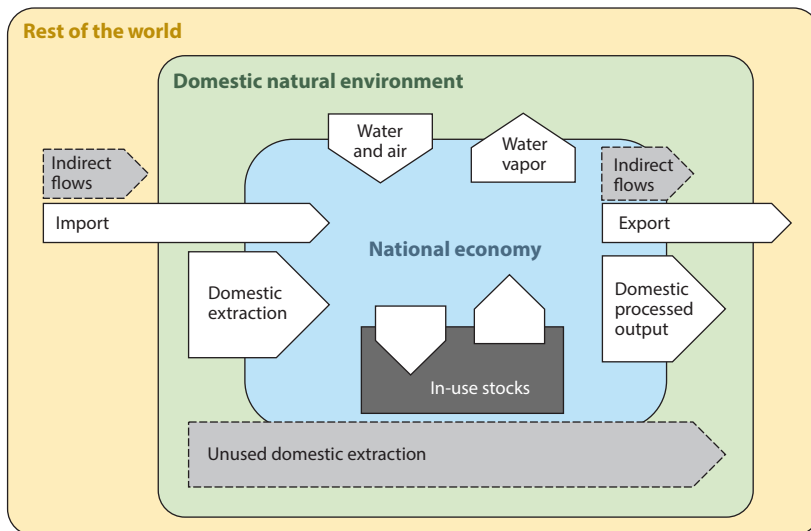 Rest of the world
Domestic natural environment
Water
and air
Water
vapor
Indirect
flows
Indirect
flows
Import
Export
National economy
Domestic
extraction
Domestic
processed
output
In-use stocks
Unused domestic extraction